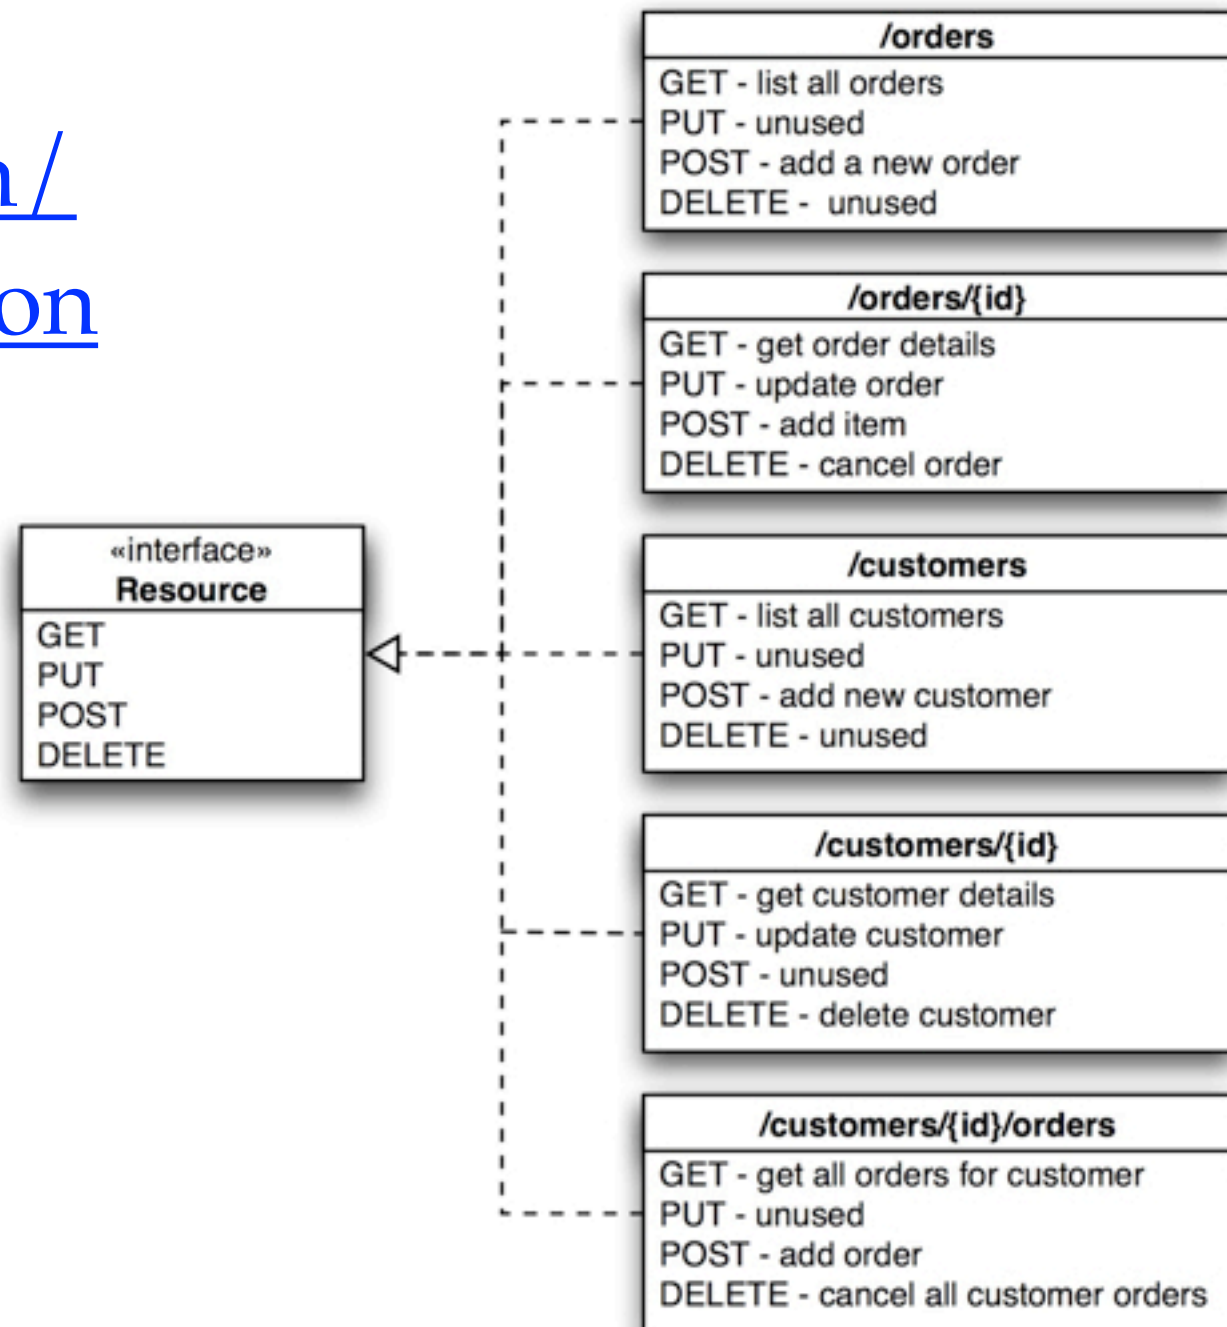 n/
on
«interface»
Resource
GET
PUT
POST
DELETE
/orders
GET - list all orders
PUT - unused
POST - add a new order
DELETE -  unused
/orders/{id}
GET - get order details
PUT - update order
POST - add item
DELETE - cancel order
/customers
GET - list all customers
PUT - unused
POST - add new customer
DELETE - unused
/customers/{id}
GET - get customer details
PUT - update customer
POST - unused
DELETE - delete customer
/customers/{id}/orders
GET - get all orders for customer
PUT - unused
POST - add order
DELETE - cancel all customer orders